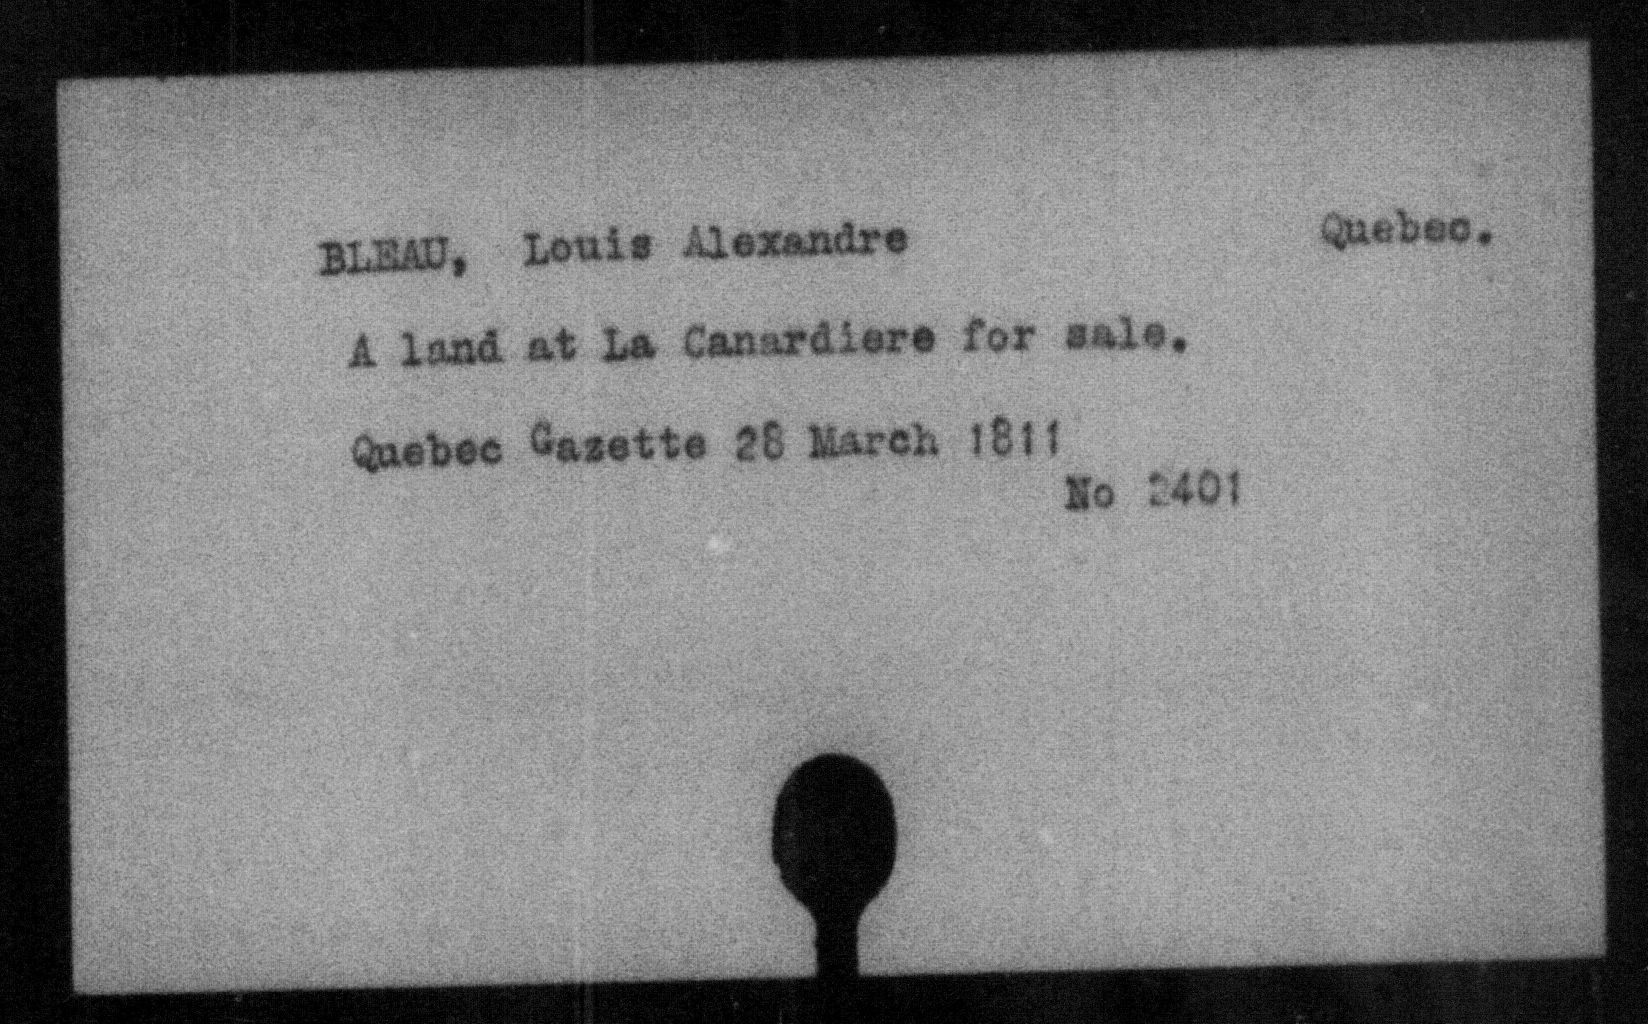 BLEAU, Louis Alexandre Quebec.
A land at La Canardiere for sale.
Quebec Gazette 28 March 1811
No 2401